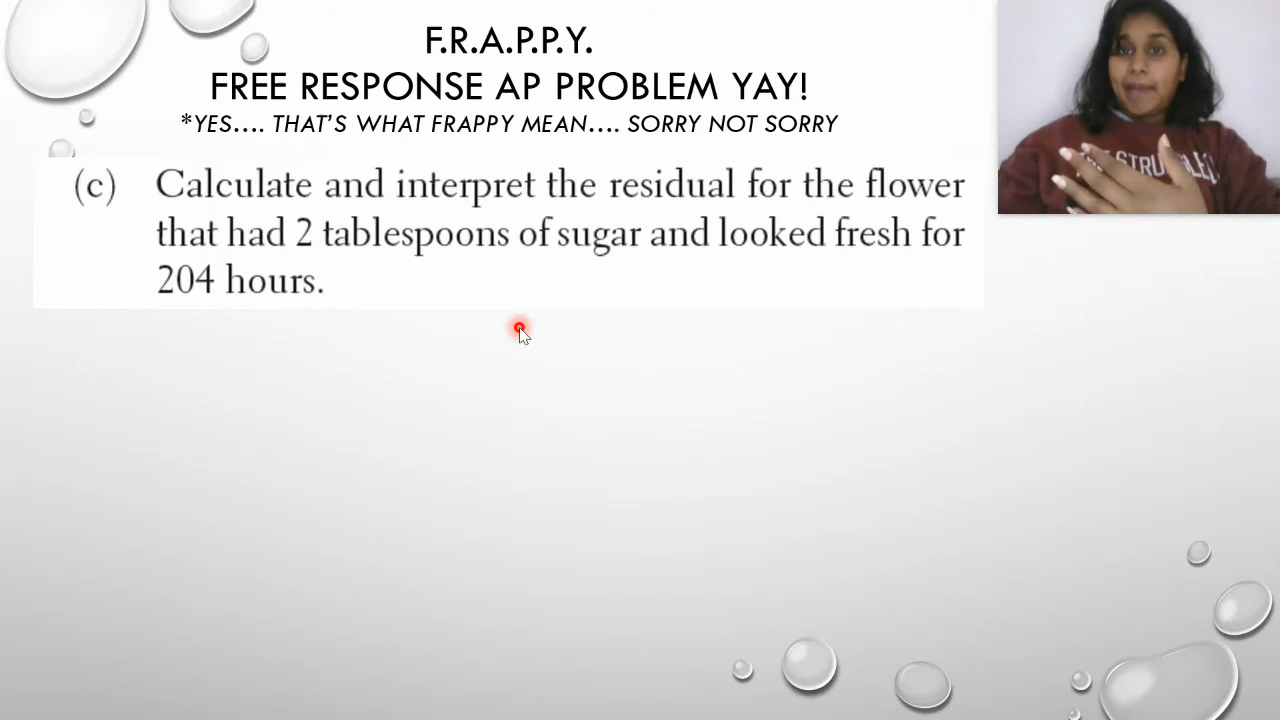 F.R.A.P.P.Y.
FREE RESPONSE AP PROBLEM YAY!
*YES.... THAT'S WHAT FRAPPY MEAN.... SORRY NOT SORRY
(c) Calculate and interpret the residual for the flower
that had 2 tablespoons of sugar and looked fresh for
204 hours.